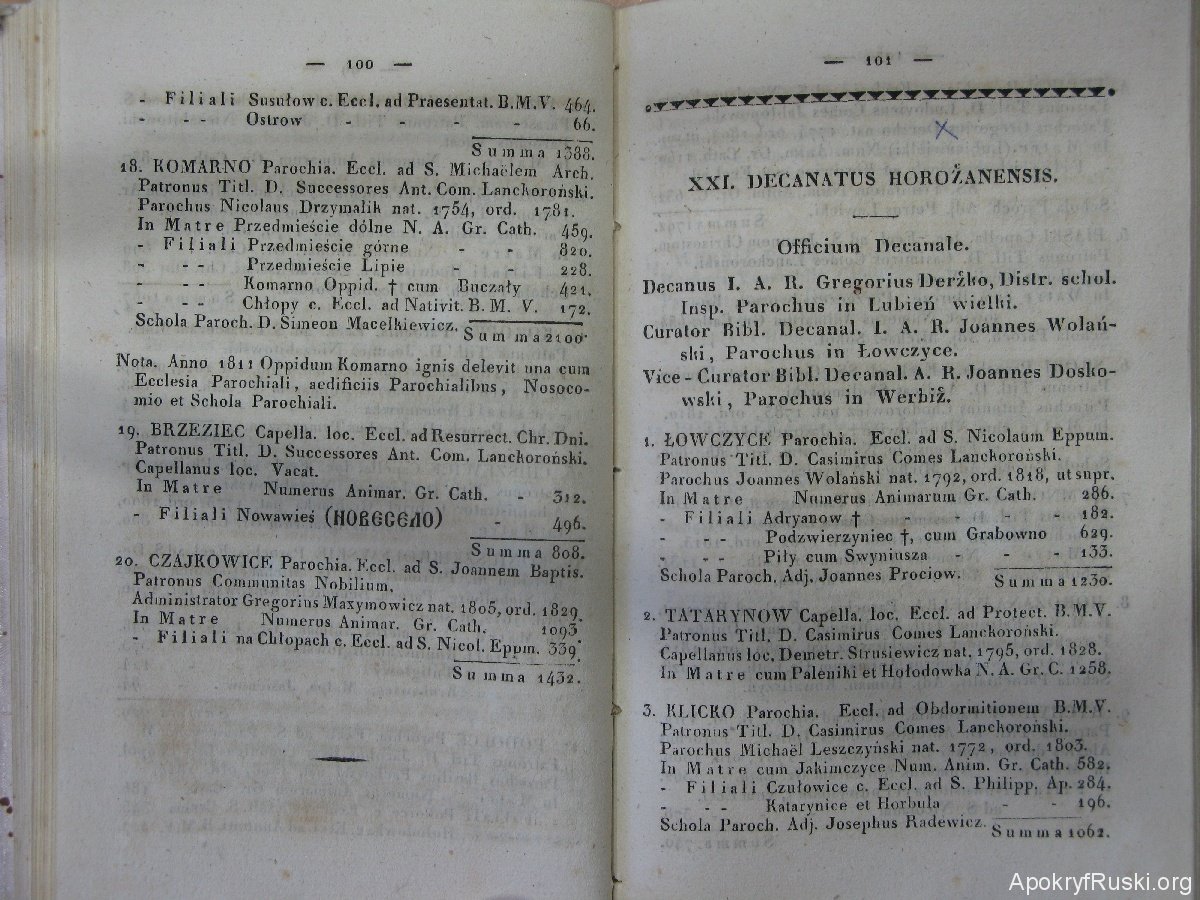 — 100 —
- Filiali Susułow c. Eccl. ad Praesentat. B.M.V. 464.
- - - Ostrow - - - - 66.
Summa 1388.
18. KOMARNO Parochia. Eccl. ad S. Michaëlem Arch.
Patronus Titl. D. Successores Ant. Com. Lanckoroński.
Parochus Nicolaus Drzymalik nat. 1754, ord. 1781.
In Matre Przedmieście dólne N. A. Gr. Cath. 459.
- Filiali Przedmieście górne - - 820.
- - - Przedmieście Lipie - - 228.
- - - Komarno Oppid. † cum Buczały 421.
- - - Chłopy c. Eccl. ad Nativit. B. M. V. 172.
Schola Paroch. D. Simeon Macelkiewicz. Summa 2100.
Nota. Anno 1811 Oppidum Komarno ignis delevit una cum
Ecclesia Parochiali, aedificiis Parochialibus, Nosoco-
mio et Schola Parochiali.
19. BRZEZIEC Capella. loc. Eccl. ad Resurrect. Chr. Dni.
Patronus Titl. D. Successores Ant. Com. Lanckoroński.
Capellanus loc. Vacat.
In Matre Numerus Animar. Gr. Cath. - 312.
- Filiali Nowawieś (НОВЕСЕЛО) - 496.
Summa 808.
20. CZAJKOWICE Parochia. Eccl. ad S. Joannem Baptis.
Patronus Communitas Nobilium.
Administrator Gregorius Maxymowicz nat. 1805, ord. 1829.
In Matre Numerus Animar. Gr. Cath. 1093
- Filiali na Chłopach c. Eccl. ad S. Nicol. Eppm. 339.
Summa 1432.
— 101 —
XXI. DECANATUS HOROŻANENSIS.
Officium Decanale.
Decanus I. A. R. Gregorius Derżko, Distr. schol.
Insp. Parochus in Lubień wielki.
Curator Bibl. Decanal. I. A. R. Joannes Wolań-
ski, Parochus in Łowczyce.
Vice-Curator Bibl. Decanal. A. R. Joannes Dosko-
wski, Parochus in Werbiż.
1. ŁOWCZYCE Parochia. Eccl. ad S. Nicolaum Eppum.
Patronus Titl. D. Casimirus Comes Lanckoroński.
Parochus Joannes Wolański nat. 1792, ord. 1818, ut supr.
In Matre Numerus Animarum Gr. Cath. 286.
- Filiali Adryanow † - - - - 182.
- - - Podzwierzyniec †, cum Grabowno 629.
- - - Piły cum Swyniusza - - - 133.
Schola Paroch. Adj. Joannes Prociow. Summa 1230.
2. TATARYNOW Capella. loc. Eccl. ad Protect. B.M.V.
Patronus Titl. D. Casimirus Comes Lanckoroński.
Capellanus loc. Demetr. Strusiewicz nat. 1795, ord. 1828.
In Matre cum Paleniki et Hołodowka N. A. Gr. C. 1258.
3. KLICKO Parochia. Eccl. ad Obdormitionem B.M.V.
Patronus Titl. D. Casimirus Comes Lanckoroński.
Parochus Michaël Leszczyński nat. 1772, ord. 1803.
In Matre cum Jakimczyce Num. Anim. Gr. Cath. 582.
- Filiali Czułowice c. Eccl. ad S. Philipp. Ap. 284.
- - - Katarynice et Horbula - - 196.
Schola Paroch. Adj. Josephus Radewicz. Summa 1062.
ApokryfRuski.org